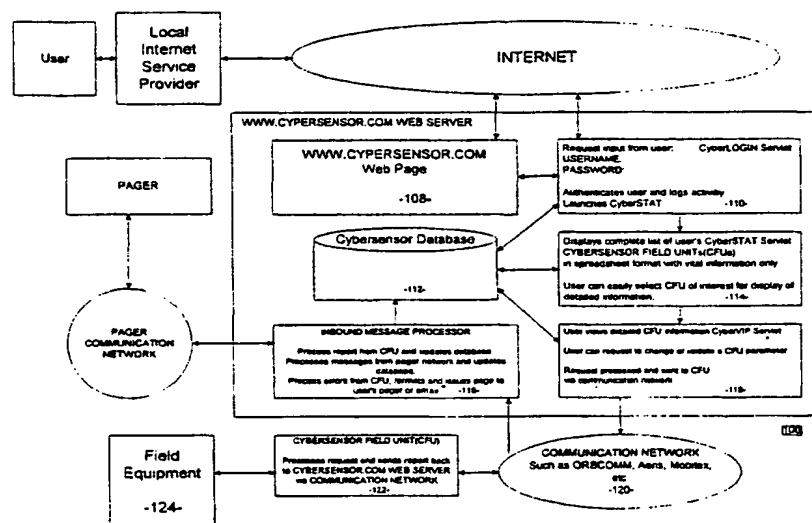 User
Local
Internet
Service
Provider
INTERNET
WWW.CYPERSENSOR.COM WEB SERVER
WWW.CYPERSENSOR.COM
Web Page
-108-
Request input from user: CyberLOGIN Servlet
USERNAME
PASSWORD
Authenticates user and logs activity
Launches CyberSTAT -110-
PAGER
Cybersensor Database
-112-
Displays complete list of user's CyberSTAT Servlet
CYBERSENSOR FIELD UNITs(CFUs)
in spreadsheet format with vital information only
User can easily select CFU of interest for display of
detailed information. -114-
PAGER
COMMUNICATION
NETWORK
INBOUND MESSAGE PROCESSOR
Process report from CFU and updates database
Processes messages from pager network and updates
database.
Process errors from CFU, formats and issues page to
user's pager or email -116-
User views detailed CFU information CyberVIP Servlet
User can request to change or update a CFU parameter
Request processed and sent to CFU
via communication network
-118-
100
Field
Equipment
-124-
CYBERSENSOR FIELD UNIT(CFU)
Processes request and sends report back
to CYBERSENSOR.COM WEB SERVER
via COMMUNICATION NETWORK
-122-
COMMUNICATION NETWORK
Such as ORBCOMM, Aeris, Mobitex,
etc
-120-